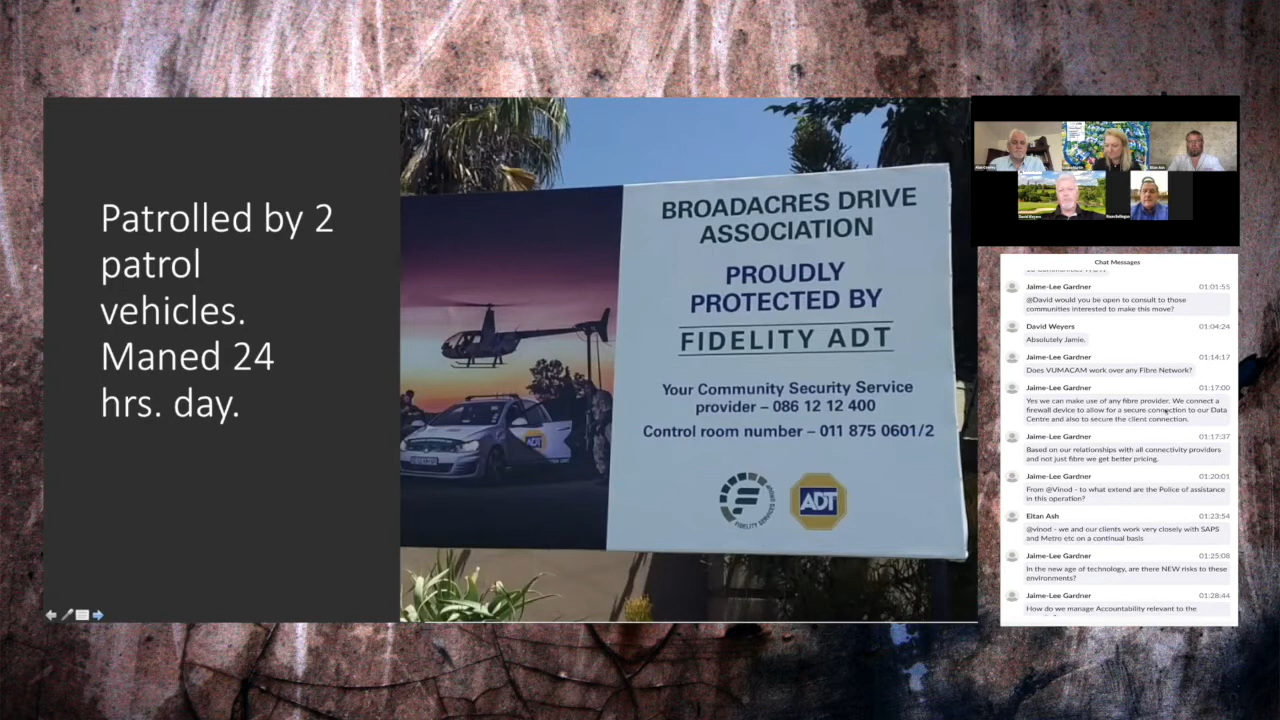 Patrolled by 2
patrol
vehicles.
Maned 24
hrs. day.
BROADACRES DRIVE
ASSOCIATION
PROUDLY
PROTECTED BY
FIDELITY ADT
Your Community Security Service
provider – 086 12 12 400
Control room number – 011 875 0601/2
FIDELITY SERVICES
ADT
ADT
David Weyers
Eitan Ash
Chat Messages
Jaime-Lee Gardner 01:01:55
@David would you be open to consult to those
communities interested to make this move?
David Weyers 01:04:24
Absolutely Jamie,
Jaime-Lee Gardner 01:14:17
Does VUMACAM work over any Fibre Network?
Jaime-Lee Gardner 01:17:00
Yes we can make use of any fibre provider. We connect a
firewall device to allow for a secure connection to our Data
Centre and also to secure the client connection.
Jaime-Lee Gardner 01:17:37
Based on our relationships with all connectivity providers
and not just fibre we get better pricing,
Jaime-Lee Gardner 01:20:01
From @Vinod - to what extend are the Police of assistance
in this operation?
Eitan Ash 01:23:54
@vinod - we and our clients work very closely with SAPS
and Metro etc on a continual basis
Jaime-Lee Gardner 01:25:08
In the new age of technology, are there NEW risks to these
environments?
Jaime-Lee Gardner 01:28:44
How do we manage Accountability relevant to the